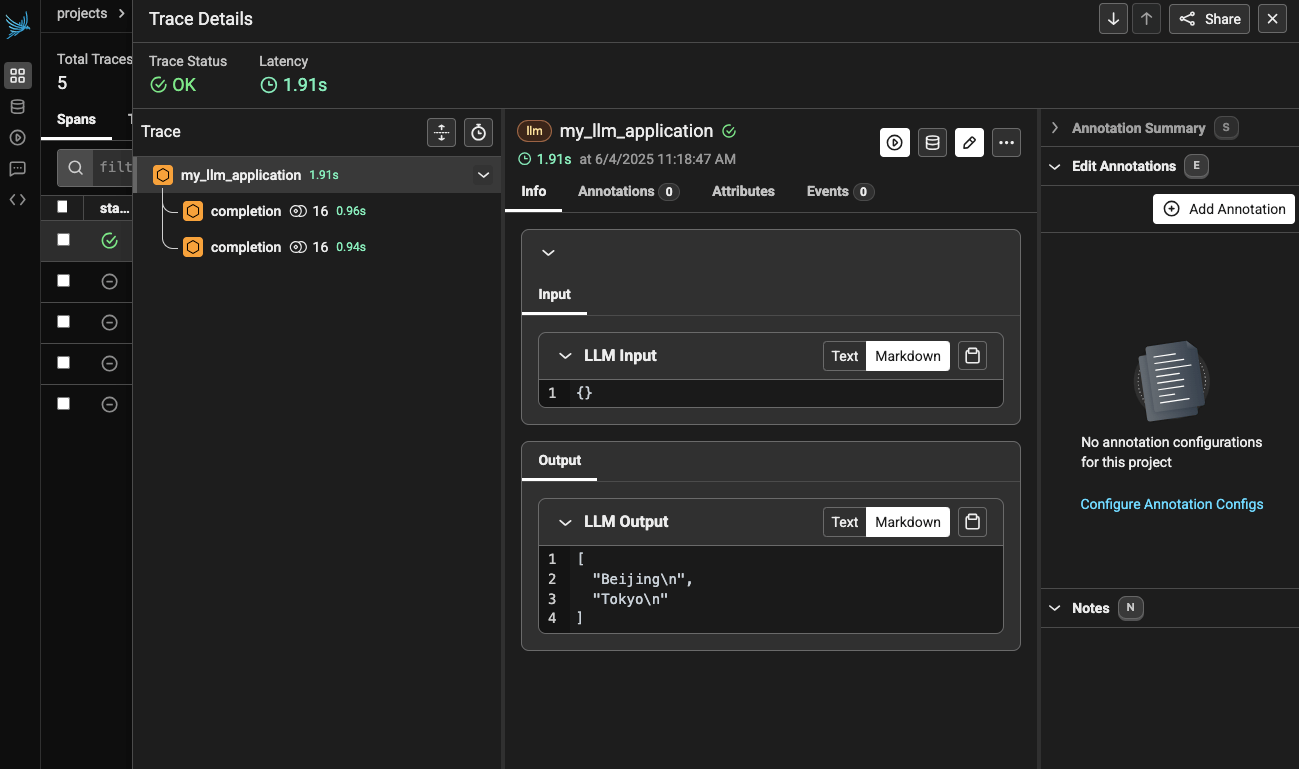 projects
Trace Details
Share
Total Traces
5
Trace Status
OK
Latency
1.91s
Spans
Trace
filt
sta...
my_llm_application 1.91s
completion 16 0.96s
completion 16 0.94s
llm my_llm_application
1.91s at 6/4/2025 11:18:47 AM
Info Annotations 0 Attributes Events 0
Input
LLM Input Text Markdown
1 {}
Output
LLM Output Text Markdown
1 [
2 "Beijing\n",
3 "Tokyo\n"
4 ]
Annotation Summary S
Edit Annotations E
Add Annotation
No annotation configurations
for this project
Configure Annotation Configs
Notes N